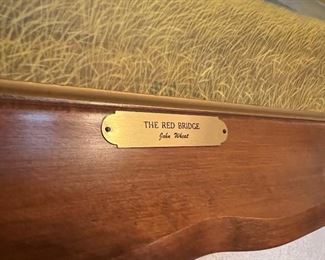 THE RED BRIDGE
John Wheat